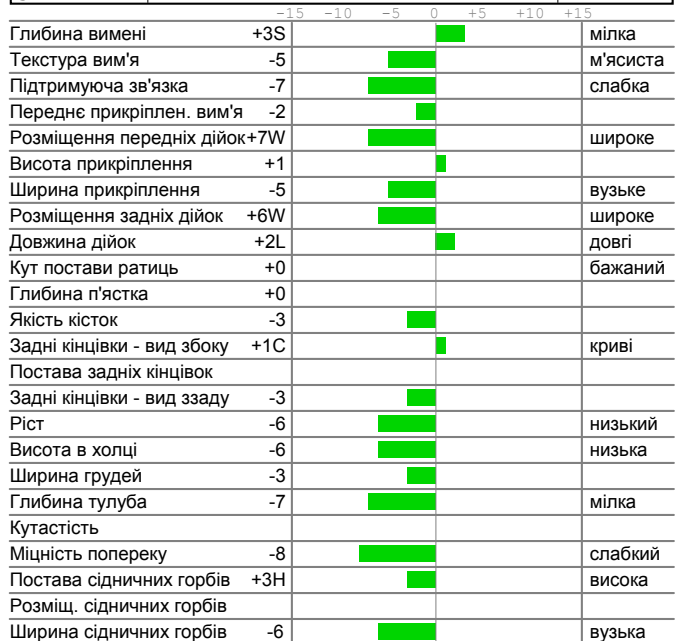 -15 -10 -5 0 +5 +10 +15
Глибина вимені +3S мілка
Текстура вим'я -5 м'ясиста
Підтримуюча зв'язка -7 слабка
Переднє прикріплен. вим'я -2
Розміщення передніх дійок+7W широке
Висота прикріплення +1
Ширина прикріплення -5 вузьке
Розміщення задніх дійок +6W широке
Довжина дійок +2L довгі
Кут постави ратиць +0 бажаний
Глибина п'ястка +0
Якість кісток -3
Задні кінцівки - вид збоку +1C криві
Постава задніх кінцівок
Задні кінцівки - вид ззаду -3
Ріст -6 низький
Висота в холці -6 низька
Ширина грудей -3
Глибина тулуба -7 мілка
Кутастість
Міцність попереку -8 слабкий
Постава сідничних горбів +3H висока
Розміщ. сідничних горбів
Ширина сідничних горбів -6 вузька